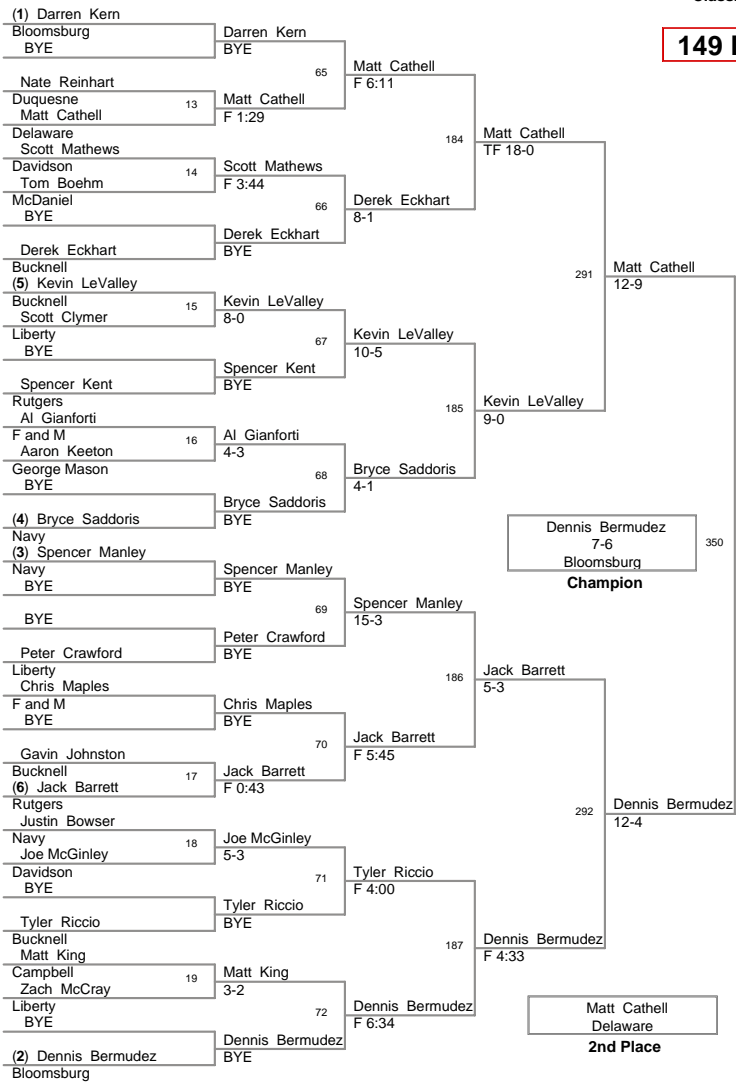 (1) Darren Kern
Bloomsburg
BYE
Nate Reinhart
Duquesne
Matt Cathell
Delaware
Scott Mathews
Davidson
Tom Boehm
McDaniel
BYE
Derek Eckhart
Bucknell
(5) Kevin LeValley
Bucknell
Scott Clymer
Liberty
BYE
Spencer Kent
Rutgers
Al Gianforti
F and M
Aaron Keeton
George Mason
BYE
(4) Bryce Saddoris
Navy
(3) Spencer Manley
Navy
BYE
BYE
Peter Crawford
Liberty
Chris Maples
F and M
BYE
Gavin Johnston
Bucknell
(6) Jack Barrett
Rutgers
Justin Bowser
Navy
Joe McGinley
Davidson
BYE
Tyler Riccio
Bucknell
Matt King
Campbell
Zach McCray
Liberty
BYE
(2) Dennis Bermudez
Bloomsburg
13
14
15
16
17
18
19
Darren Kern
BYE
Matt Cathell
F 1:29
Scott Mathews
F 3:44
Derek Eckhart
BYE
Kevin LeValley
8-0
Spencer Kent
BYE
Al Gianforti
4-3
Bryce Saddoris
BYE
Spencer Manley
BYE
Peter Crawford
BYE
Chris Maples
BYE
Jack Barrett
F 0:43
Joe McGinley
5-3
Tyler Riccio
BYE
Matt King
3-2
Dennis Bermudez
BYE
65
66
67
68
69
70
71
72
Matt Cathell
F 6:11
Derek Eckhart
8-1
Kevin LeValley
10-5
Bryce Saddoris
4-1
Spencer Manley
15-3
Jack Barrett
F 5:45
Tyler Riccio
F 4:00
Dennis Bermudez
F 6:34
184
185
186
187
Matt Cathell
TF 18-0
Kevin LeValley
9-0
Jack Barrett
5-3
Dennis Bermudez
F 4:33
291
292
Matt Cathell
12-9
Dennis Bermudez
12-4
149
Dennis Bermudez
7-6
Bloomsburg
350
Champion
Matt Cathell
Delaware
2nd Place